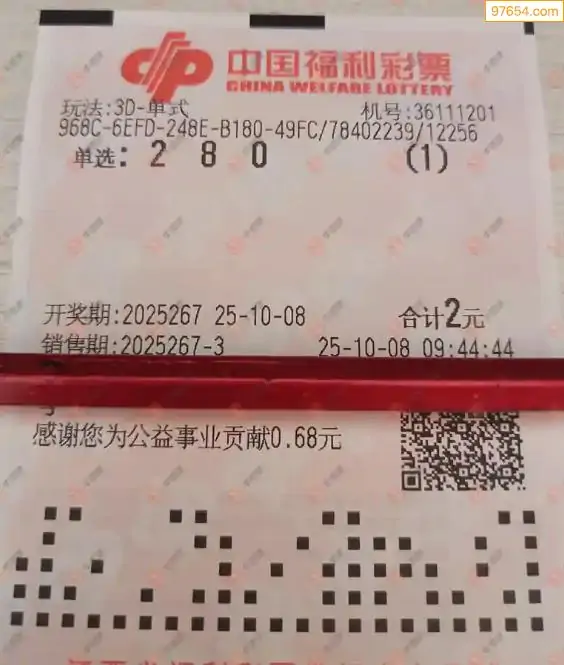 97654.com
中国福利彩票
CHINA WELFARE LOTTERY
玩法:3D-单式 机号:36111201
968C-6EFD-248E-B180-49FC/78402239/12256
单选: 2 8 0 (1)
开奖期:2025267 25-10-08 合计2元
销售期:2025267-3 25-10-08 09:44:44
感谢您为公益事业贡献0.68元